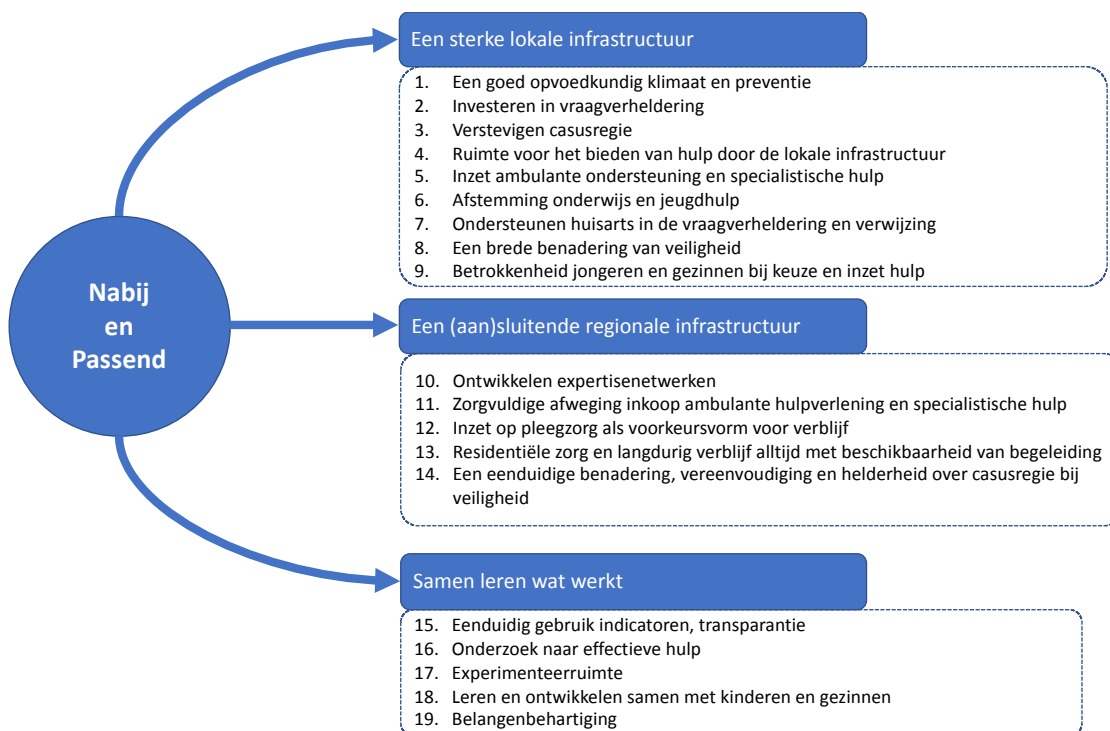 Nabij
en
Passend
Een sterke lokale infrastructuur
1. Een goed opvoedkundig klimaat en preventie
2. Investeren in vraagverheldering
3. Verstevigen casusregie
4. Ruimte voor het bieden van hulp door de lokale infrastructuur
5. Inzet ambulante ondersteuning en specialistische hulp
6. Afstemming onderwijs en jeugdhulp
7. Ondersteunen huisarts in de vraagverheldering en verwijzing
8. Een brede benadering van veiligheid
9. Betrokkenheid jongeren en gezinnen bij keuze en inzet hulp
Een (aan)sluitende regionale infrastructuur
10. Ontwikkelen expertisenetwerken
11. Zorgvuldige afweging inkoop ambulante hulpverlening en specialistische hulp
12. Inzet op pleegzorg als voorkeursvorm voor verblijf
13. Residentiële zorg en langdurig verblijf altijd met beschikbaarheid van begeleiding
14. Een eenduidige benadering, vereenvoudiging en helderheid over casusregie bij
veiligheid
Samen leren wat werkt
15. Eenduidig gebruik indicatoren, transparantie
16. Onderzoek naar effectieve hulp
17. Experimenteerruimte
18. Leren en ontwikkelen samen met kinderen en gezinnen
19. Belangenbehartiging